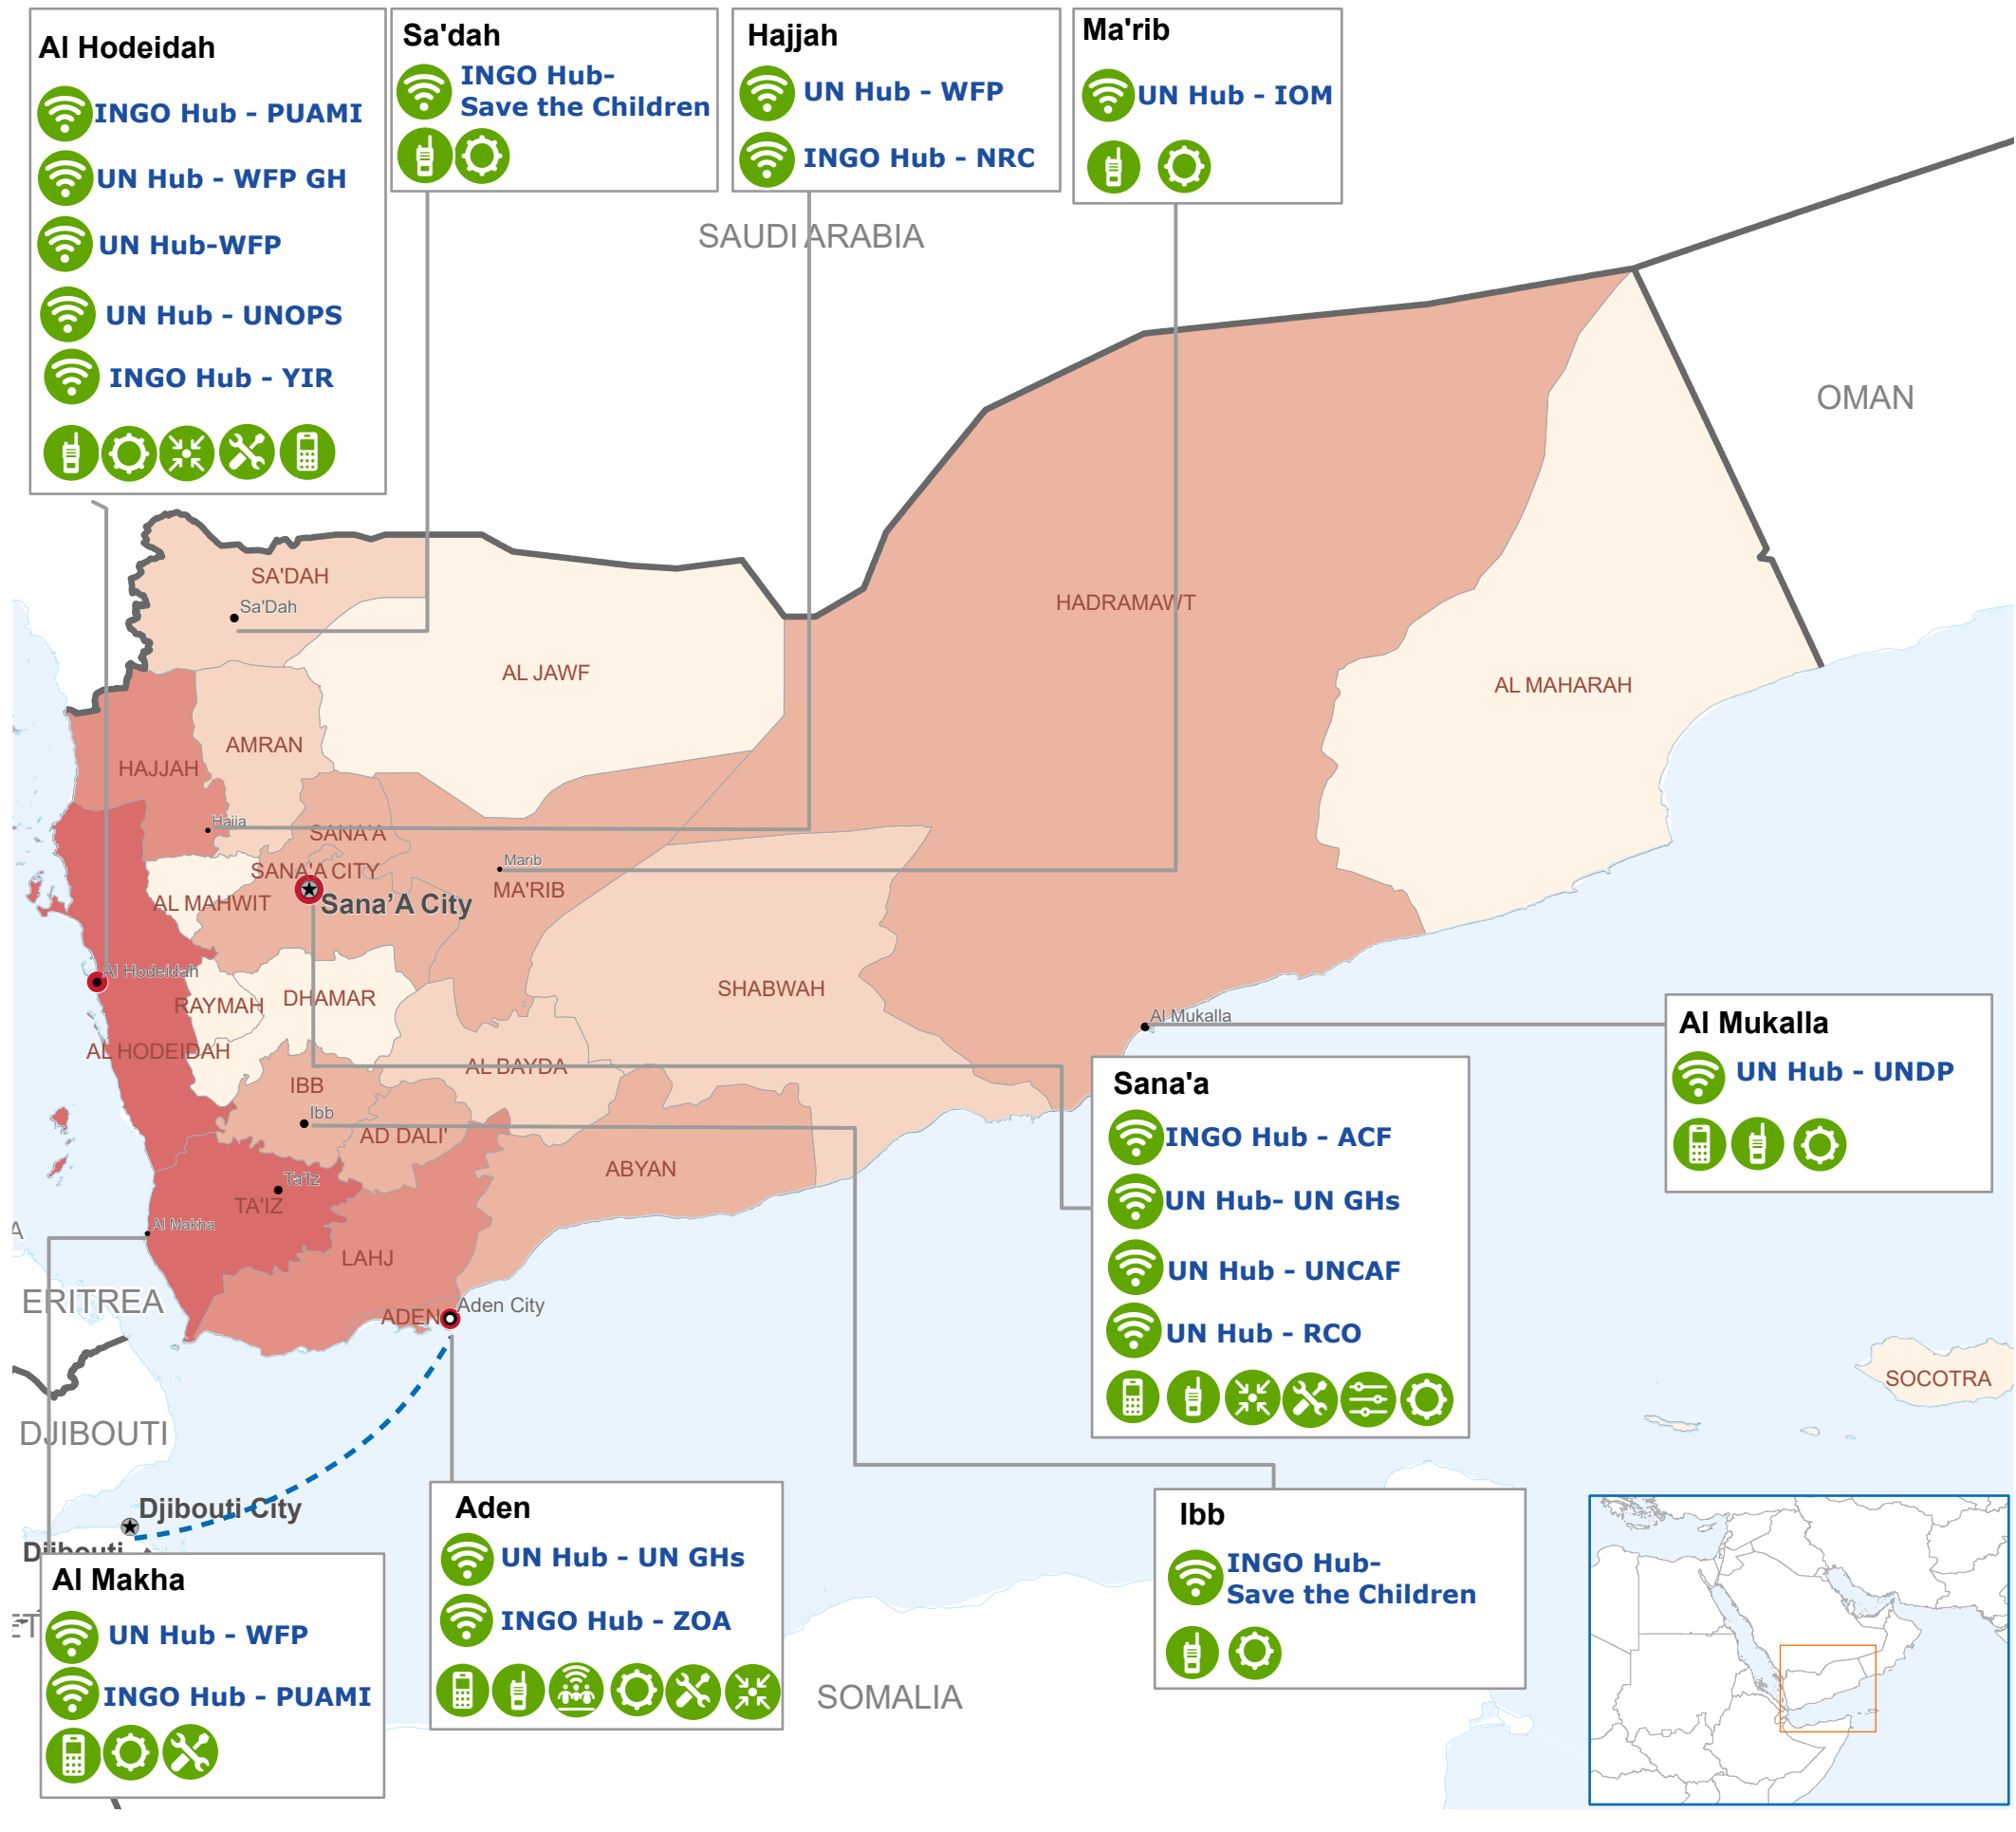 Al Hodeidah
INGO Hub - PUAMI
UN Hub - WFP GH
UN Hub-WFP
UN Hub - UNOPS
INGO Hub - YIR
Sa'dah
INGO Hub-
Save the Children
Hajjah
UN Hub - WFP
INGO Hub - NRC
Ma'rib
UN Hub - IOM
SAUDI ARABIA
OMAN
SA'DAH
Sa'Dah
HADRAMAWT
AL JAWF
AL MAHARAH
AMRAN
HAJJAH
Hajja
SANA'A
SANA'A CITY
Marib
MA'RIB
AL MAHWIT
Sana'A City
Al Hodeidah
RAYMAH
DHAMAR
SHABWAH
Al Mukalla
AL HODEIDAH
AL BAYDA
IBB
Ibb
AD DALI'
ABYAN
Ta'Iz
TA'IZ
Al Makha
LAHJ
A
ERITREA
ADEN
Aden City
Al Mukalla
UN Hub - UNDP
Sana'a
INGO Hub - ACF
UN Hub- UN GHs
UN Hub - UNCAF
UN Hub - RCO
SOCOTRA
DJIBOUTI
Djibouti City
Djibouti
Al Makha
UN Hub - WFP
INGO Hub - PUAMI
ET
Aden
UN Hub - UN GHs
INGO Hub - ZOA
SOMALIA
Ibb
INGO Hub-
Save the Children